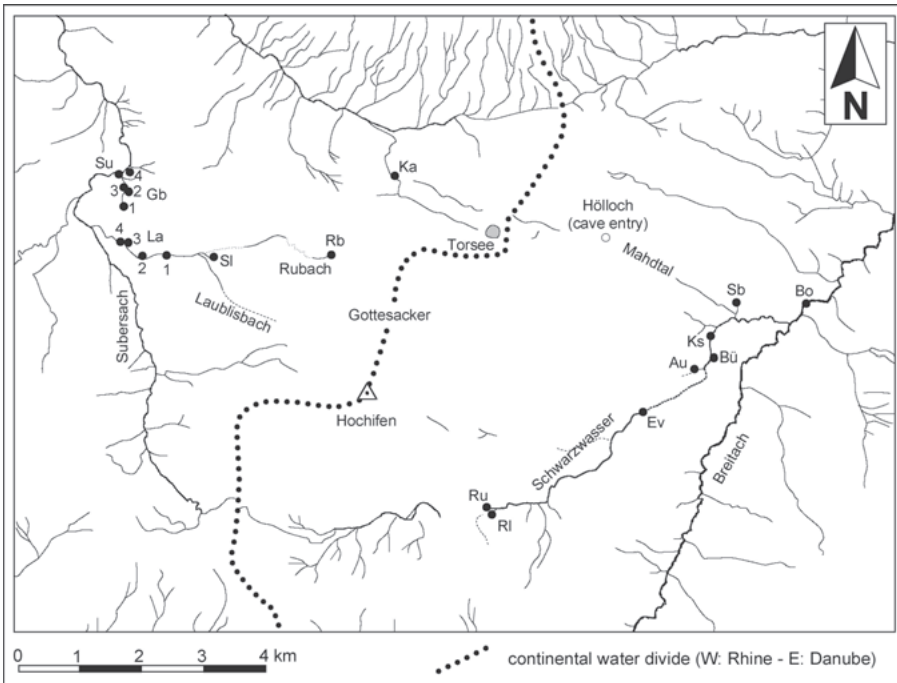 N
Su
4
3
2
Gb
1
Ka
4
3
La
2
1
Sl
Rb
Rubach
Laublisbach
Subersach
Torsee
Hölloch
(cave entry)
Mahdtal
Sb
Bo
Gottesacker
Ks
Bü
Au
Hochifen
Ev
Schwarzwasser
Breitach
Ru
Rl
0 1 2 3 4 km
continental water divide (W: Rhine - E: Danube)